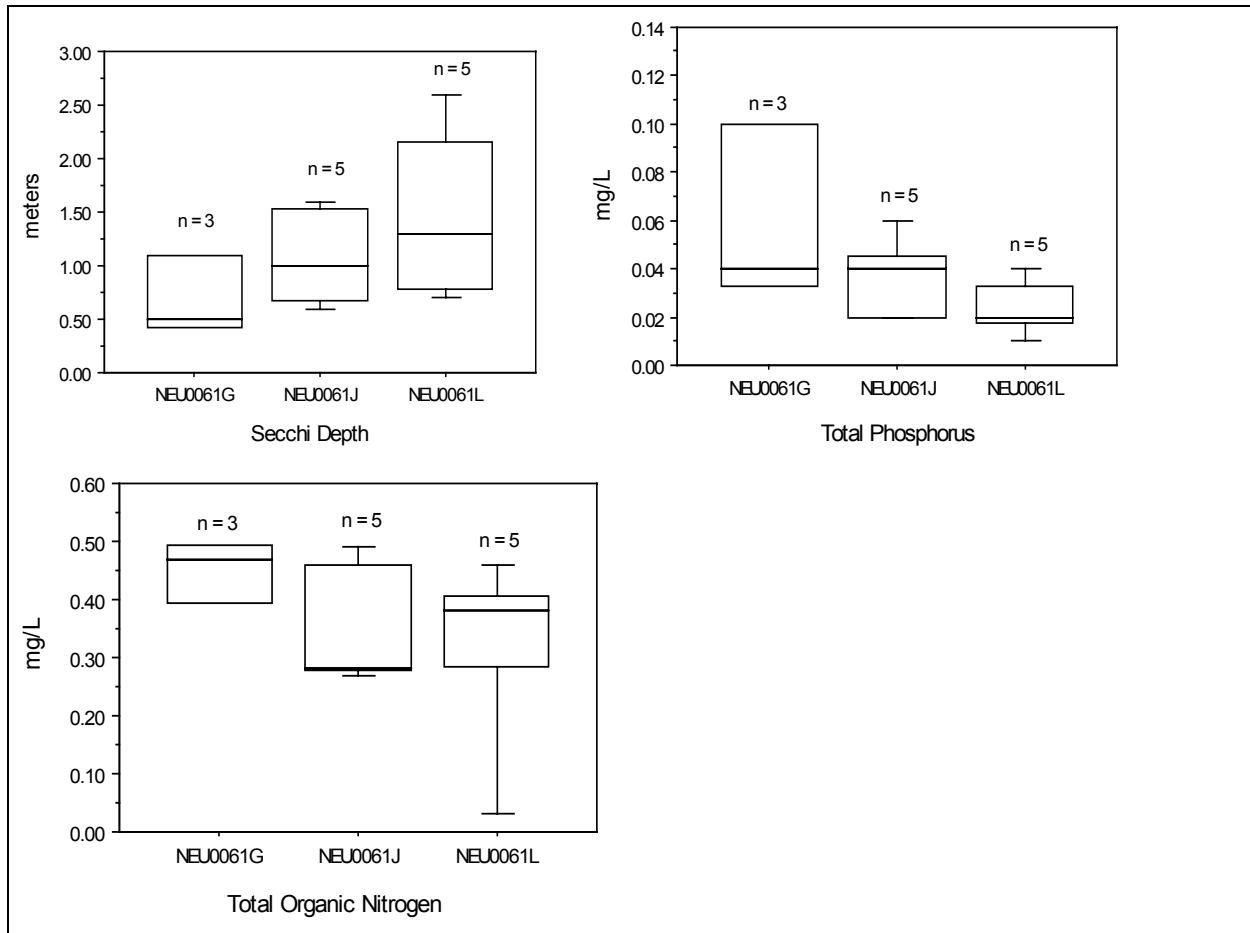 3.00
2.50
2.00
1.50
1.00
0.50
0.00
meters
n = 3
n = 5
n = 5
NEU0061G NEU0061J NEU0061L
Secchi Depth
0.14
0.12
0.10
0.08
0.06
0.04
0.02
0.00
mg/L
n = 3
n = 5
n = 5
NEU0061G NEU0061J NEU0061L
Total Phosphorus
0.60
0.50
0.40
0.30
0.20
0.10
0.00
mg/L
n = 3
n = 5
n = 5
NEU0061G NEU0061J NEU0061L
Total Organic Nitrogen